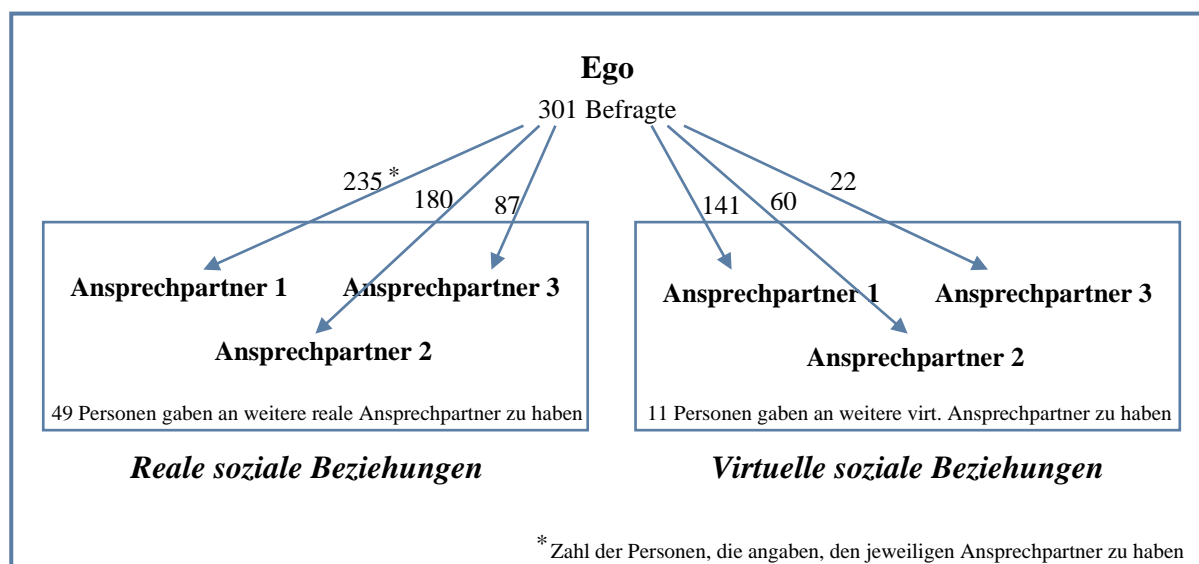 Ego
301 Befragte
235 *
180
87
141
60
22
Ansprechpartner 1
Ansprechpartner 3
Ansprechpartner 2
49 Personen gaben an weitere reale Ansprechpartner zu haben
Reale soziale Beziehungen
Ansprechpartner 1
Ansprechpartner 3
Ansprechpartner 2
11 Personen gaben an weitere virt. Ansprechpartner zu haben
Virtuelle soziale Beziehungen
* Zahl der Personen, die angaben, den jeweiligen Ansprechpartner zu haben